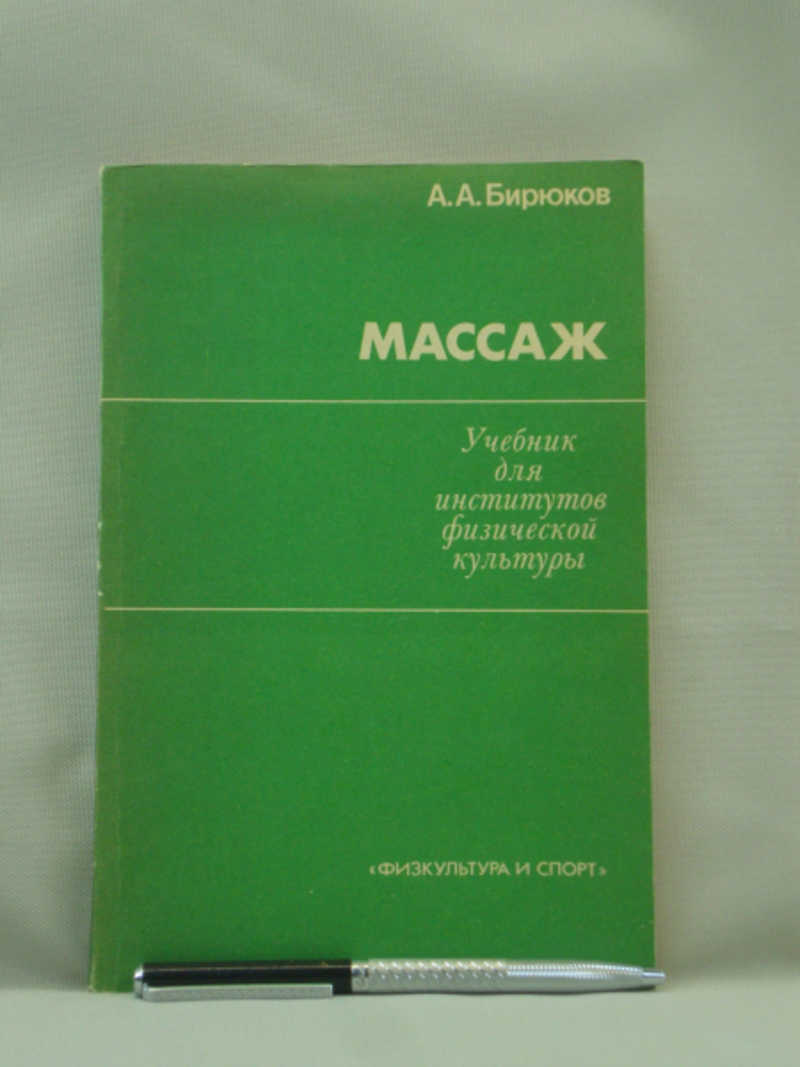 А. А. Бирюков
МАССАЖ
Учебник
для
институтов
физической
культуры
«ФИЗКУЛЬТУРА И СПОРТ»